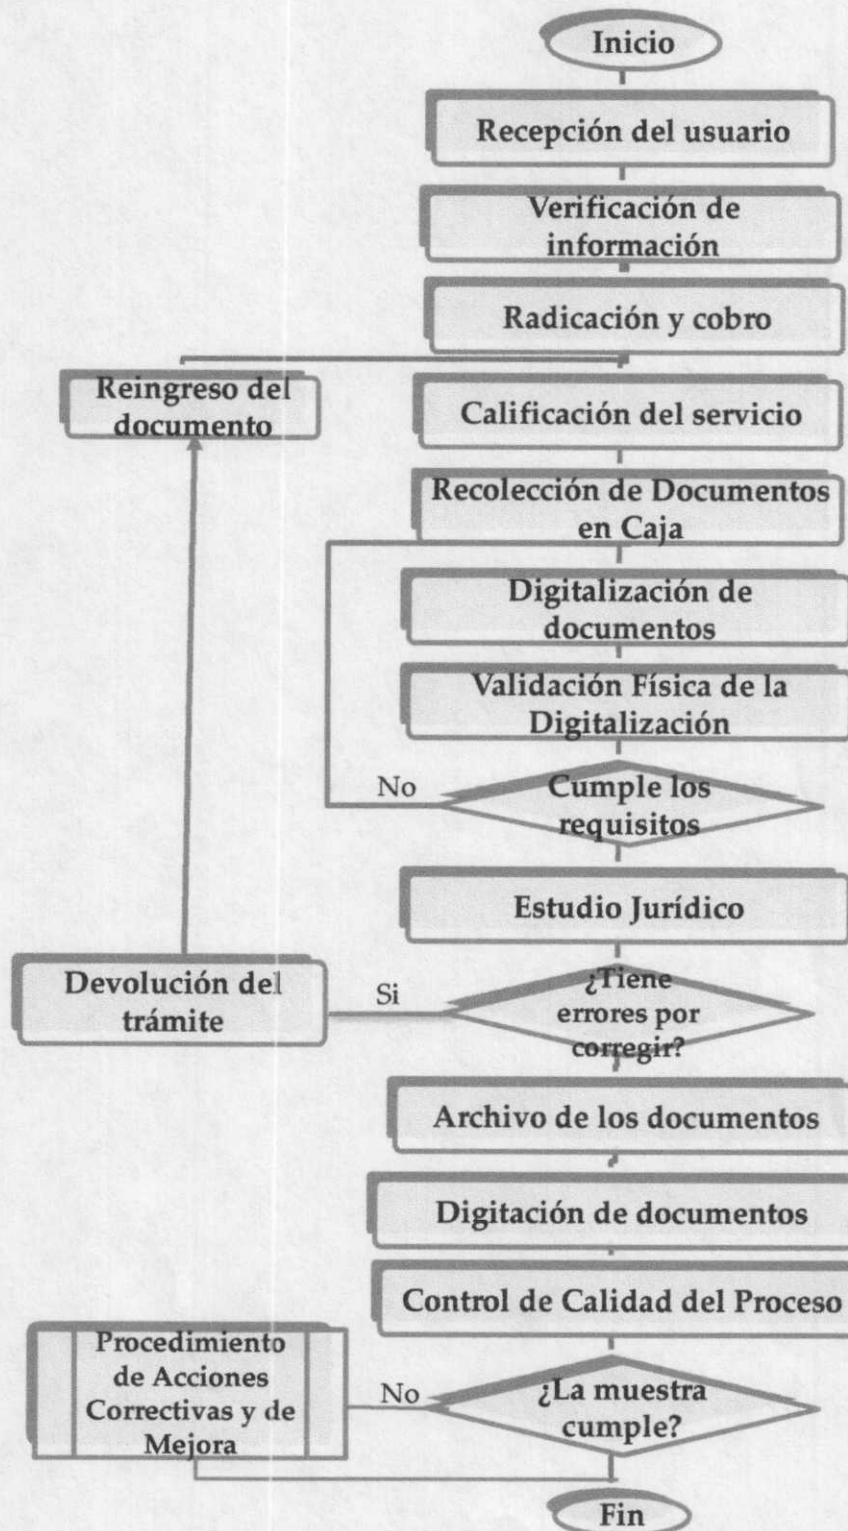 Inicio
Recepción del usuario
Verificación de
información
Radicación y cobro
Reingreso del
documento
Calificación del servicio
Recolección de Documentos
en Caja
Digitalización de
documentos
Validación Física de la
Digitalización
No
Cumple los
requisitos
Estudio Jurídico
Devolución del
trámite
Si
¿Tiene
errores por
corregir?
Archivo de los documentos
Digitación de documentos
Control de Calidad del Proceso
Procedimiento
de Acciones
Correctivas y de
Mejora
No
¿La muestra
cumple?
Fin